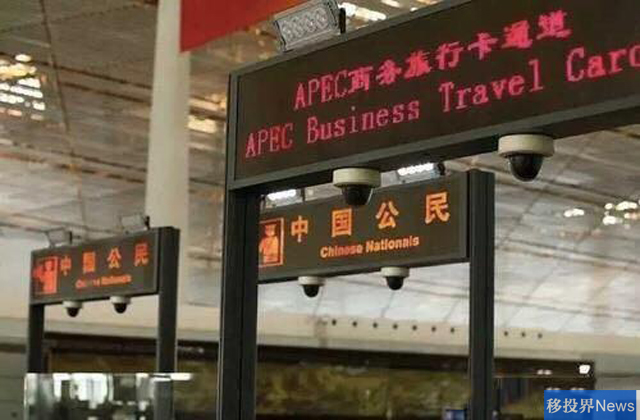 APEC商务旅行卡通道
APEC Business Travel Card
中国公民
Chinese Nationals
中国公民
移投界News